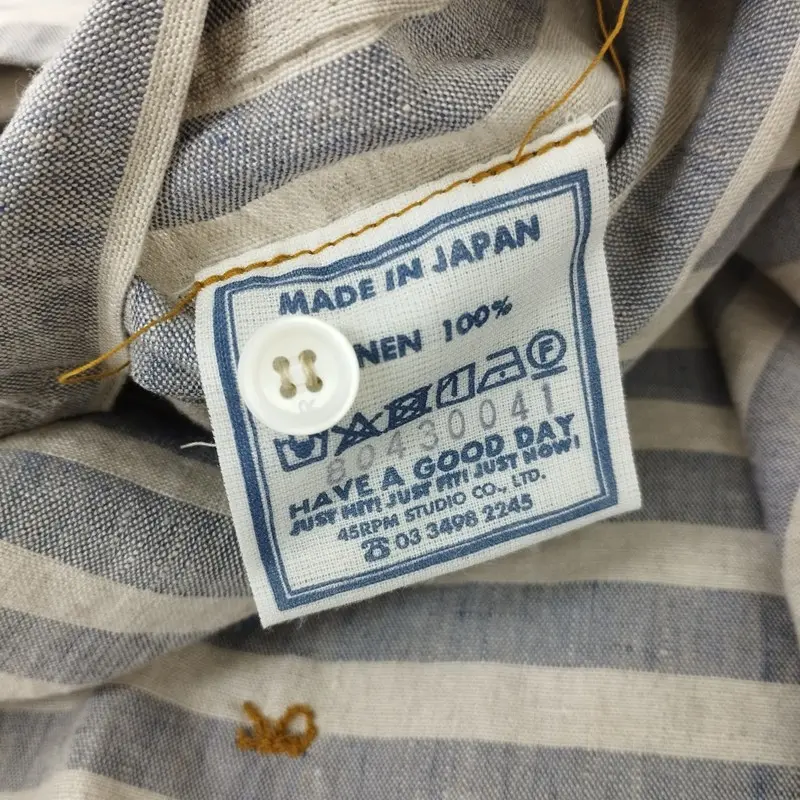 MADE IN JAPAN
NEN 100%
F
80430041
HAVE A GOOD DAY
JUST HIT! JUST FIT! JUST NOW!
45RPM STUDIO CO., LTD.
☎ 03 3498 2245
R